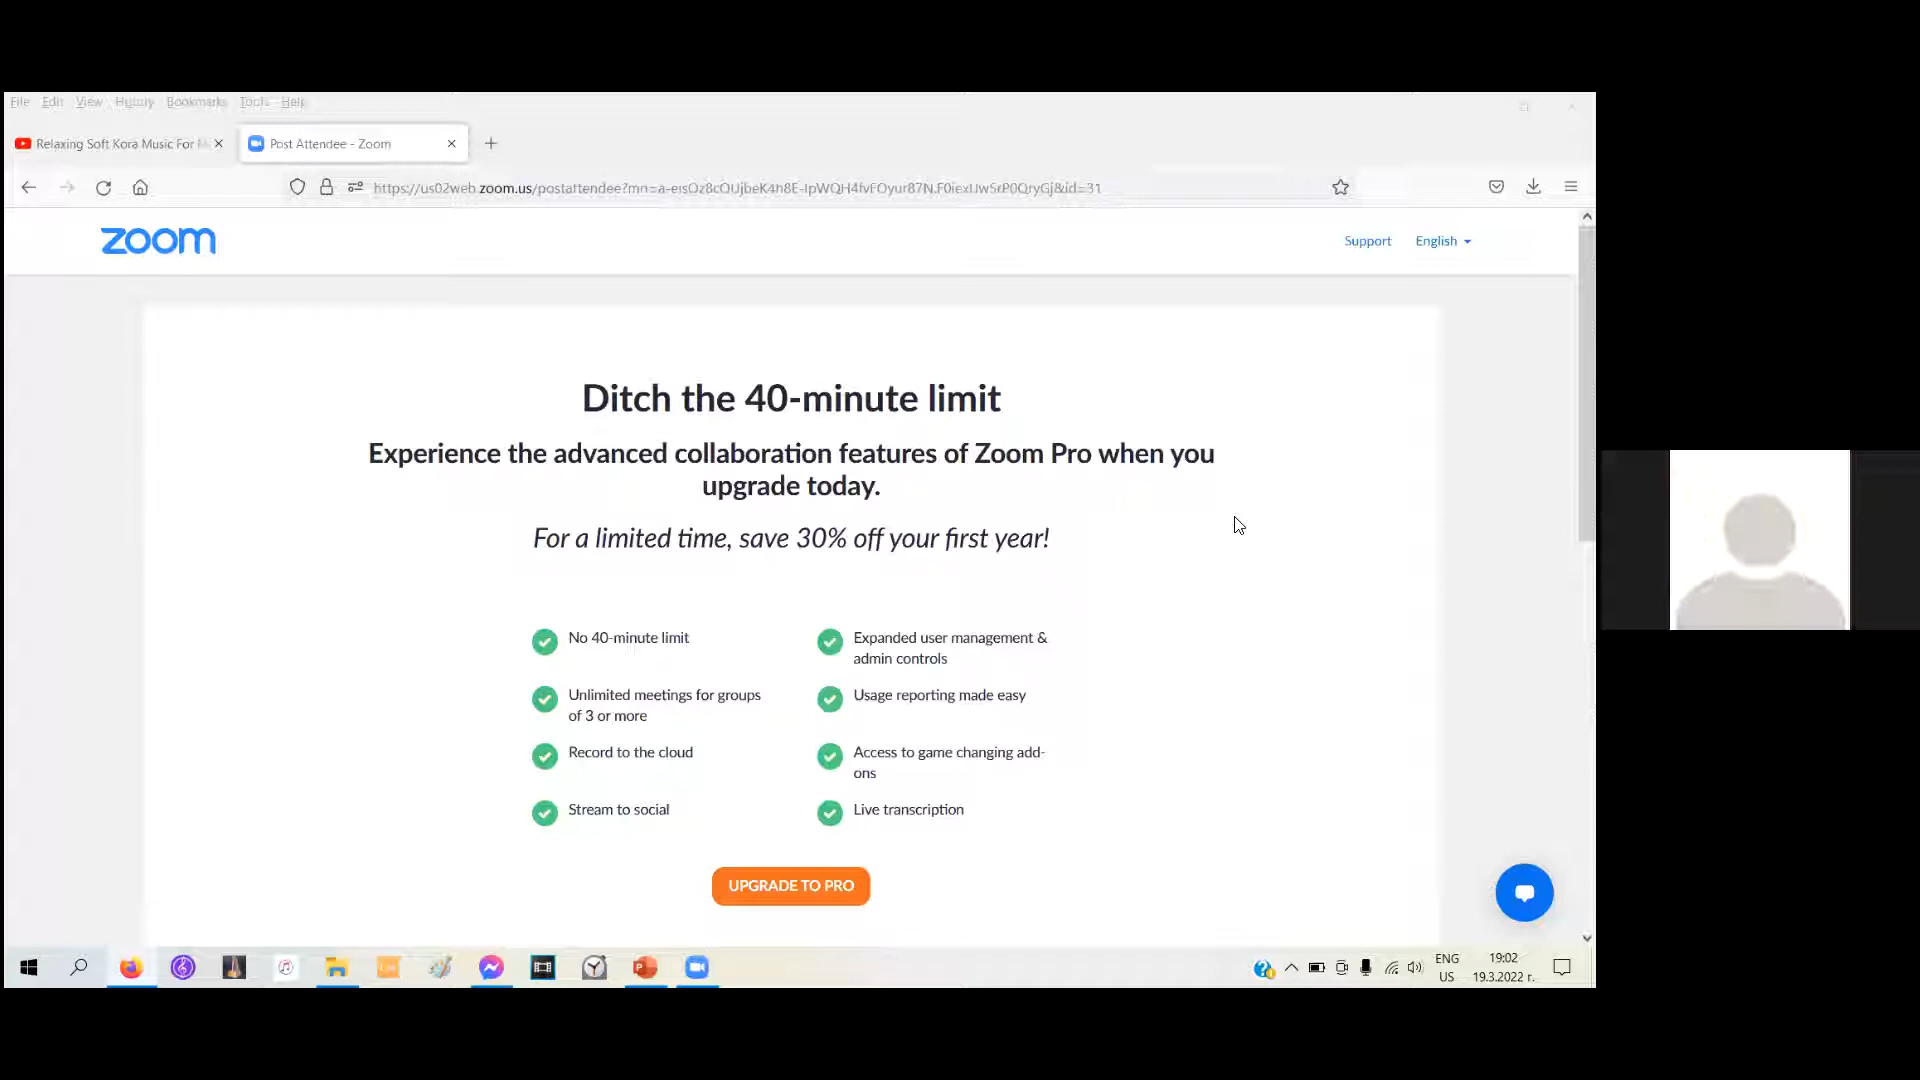 File Edit View History Bookmarks Tools Help
Relaxing Soft Kora Music For
Post Attendee - Zoom
zoom
Support
English
Ditch the 40-minute limit
Experience the advanced collaboration features of Zoom Pro when you
upgrade today.
For a limited time, save 30% off your first year!
No 40-minute limit
Expanded user management &
admin controls
Unlimited meetings for groups
of 3 or more
Usage reporting made easy
Record to the cloud
Access to game changing add-
ons
Stream to social
Live transcription
UPGRADE TO PRO
ENG
US
19:02
19.3.2022 г.